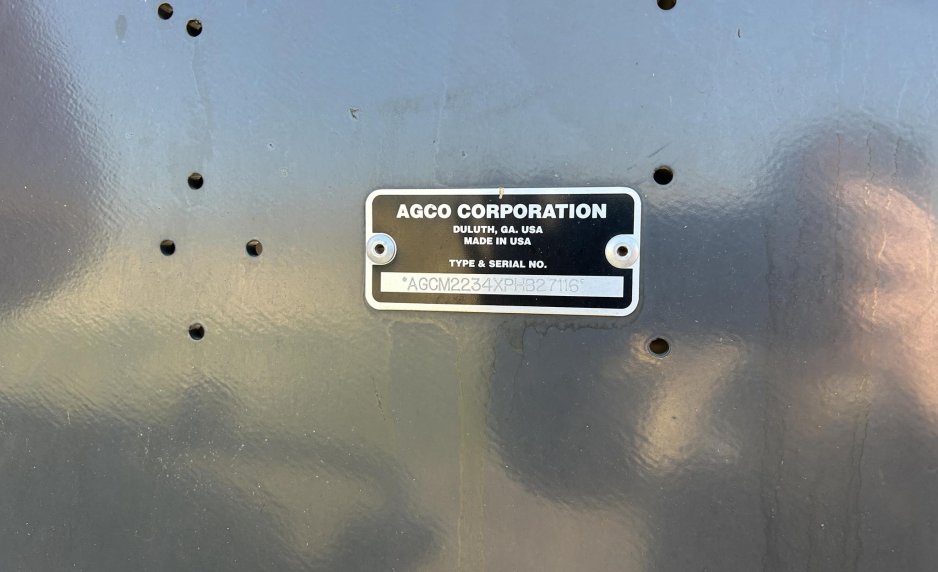 AGCO CORPORATION
DULUTH, GA. USA
MADE IN USA
TYPE & SERIAL NO.
*AGCM2234XPHB27116*